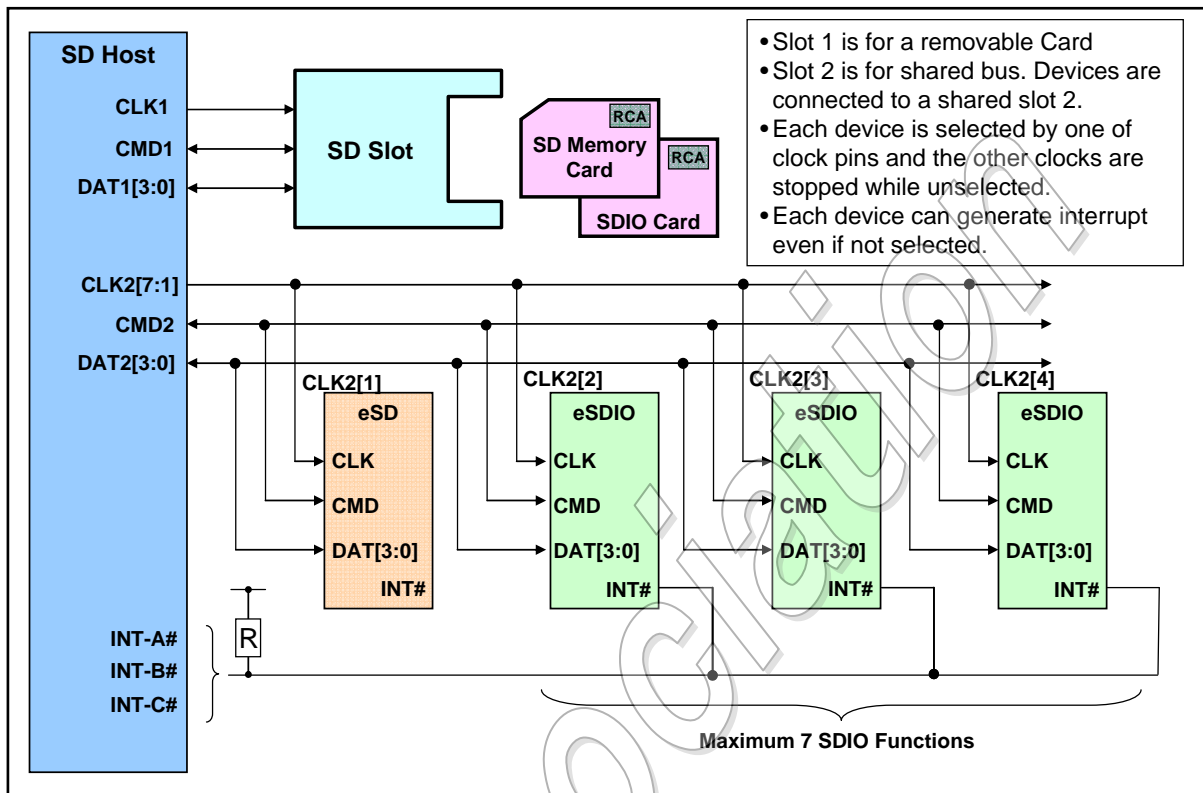 SD Host
CLK1
CMD1
DAT1[3:0]
SD Slot
RCA
SD Memory
Card
RCA
SDIO Card
• Slot 1 is for a removable Card
• Slot 2 is for shared bus. Devices are
connected to a shared slot 2.
• Each device is selected by one of
clock pins and the other clocks are
stopped while unselected.
• Each device can generate interrupt
even if not selected.
CLK2[7:1]
CMD2
DAT2[3:0]
CLK2[1]
eSD
CLK
CMD
DAT[3:0]
INT#
CLK2[2]
eSDIO
CLK
CMD
DAT[3:0]
INT#
CLK2[3]
eSDIO
CLK
CMD
DAT[3:0]
INT#
CLK2[4]
eSDIO
CLK
CMD
DAT[3:0]
INT#
R
INT-A#
INT-B#
INT-C#
Maximum 7 SDIO Functions
ociation